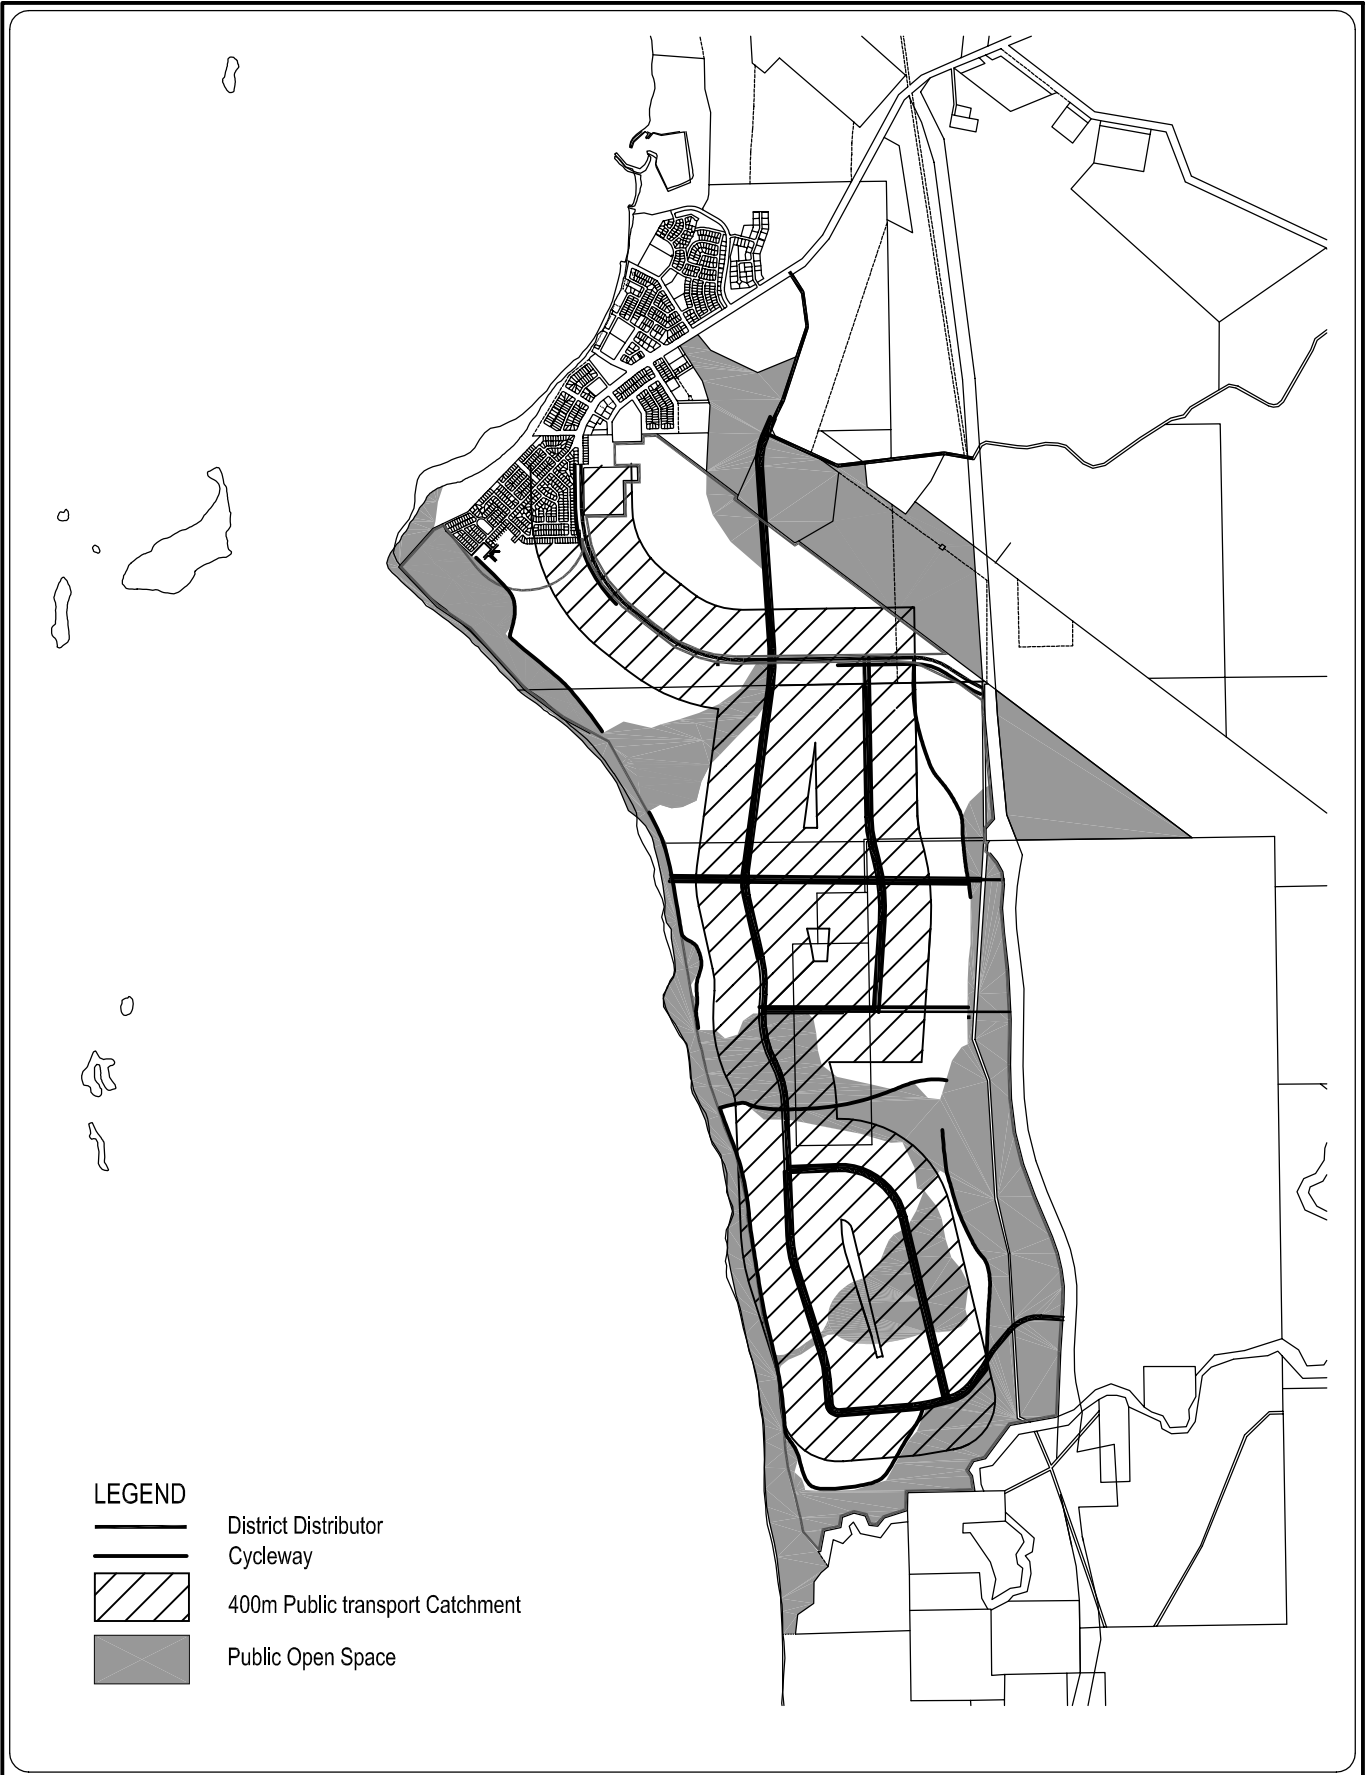 LEGEND
District Distributor
Cycleway
400m Public transport Catchment
Public Open Space